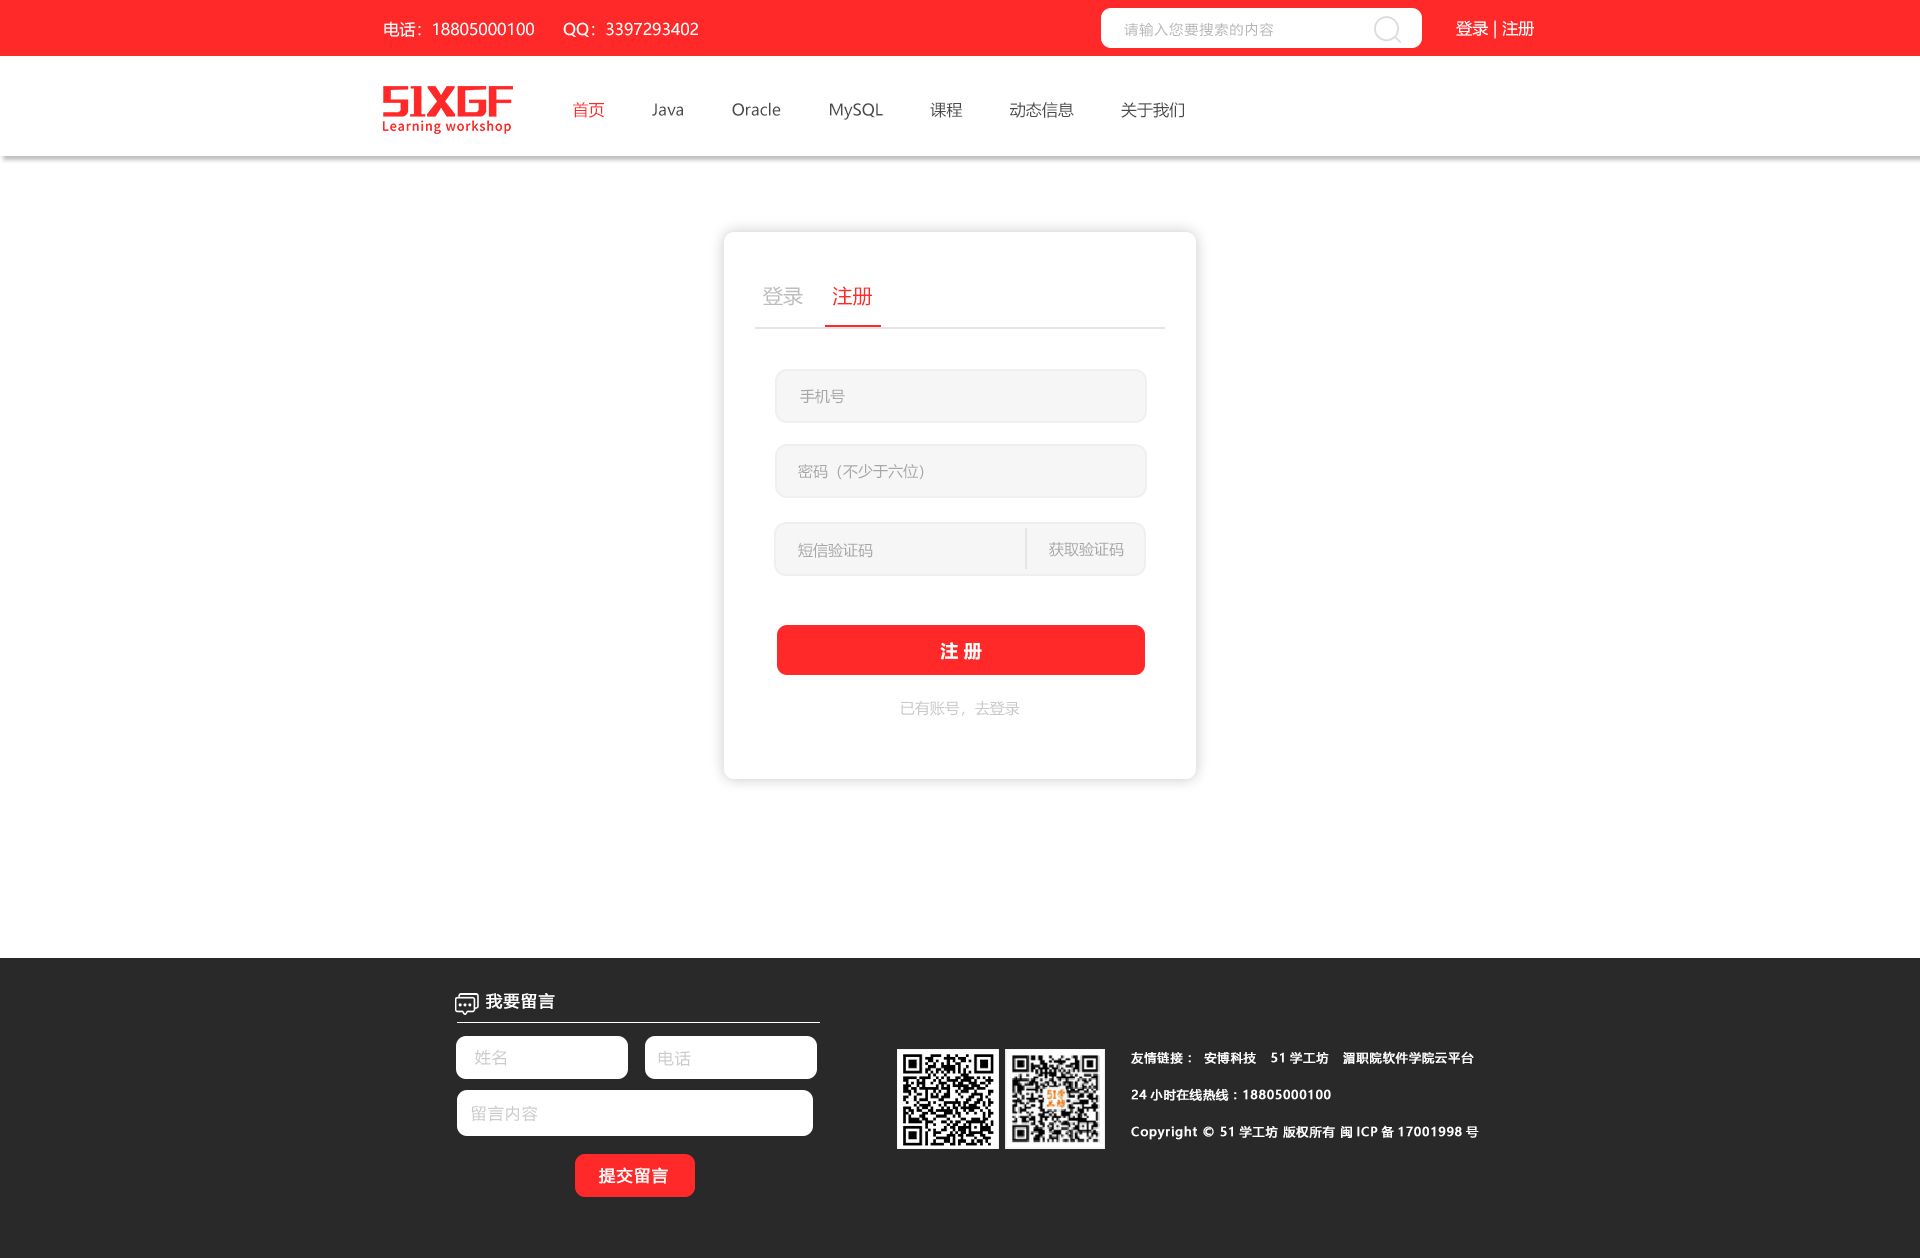 电话：18805000100 QQ：3397293402 请输入您要搜索的内容 登录 | 注册
51XGF
Learning workshop
首页 Java Oracle MySQL 课程 动态信息 关于我们
登录 注册
手机号
密码（不少于六位）
短信验证码 获取验证码
注 册
已有账号，去登录
我要留言
姓名 电话
留言内容
提交留言
友情链接： 安博科技 51 学工坊 湄职院软件学院云平台
24 小时在线热线：18805000100
Copyright © 51 学工坊 版权所有 闽 ICP 备 17001998 号